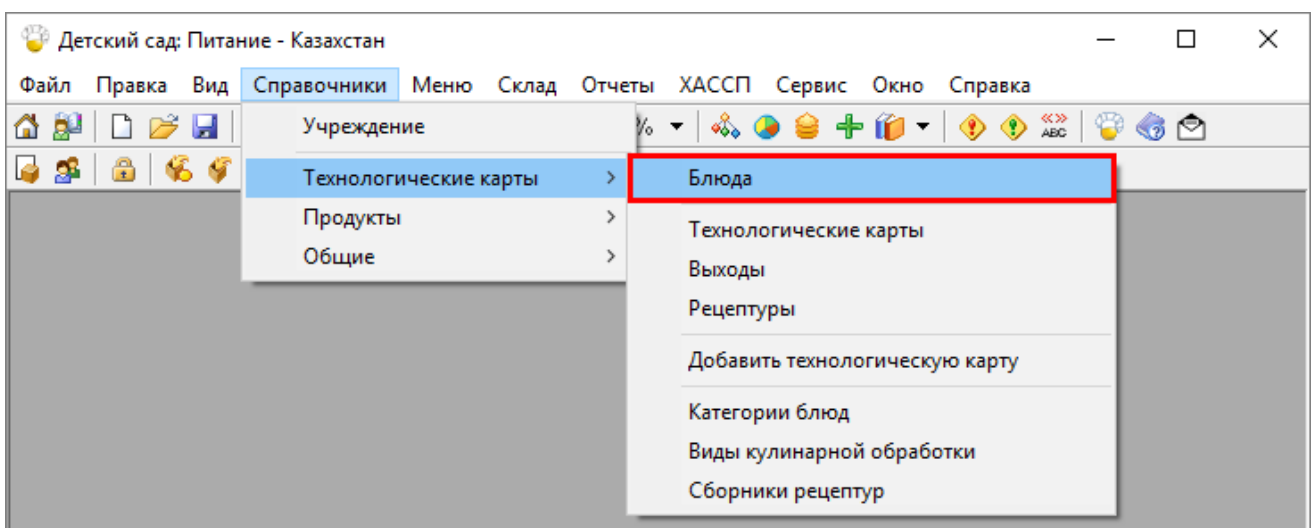 Детский сад: Питание - Казахстан
Файл Правка Вид Справочники Меню Склад Отчеты ХАССП Сервис Окно Справка
Учреждение
%
«»
ABC
Технологические карты
Блюда
Продукты
Технологические карты
Общие
Выходы
Рецептуры
Добавить технологическую карту
Категории блюд
Виды кулинарной обработки
Сборники рецептур